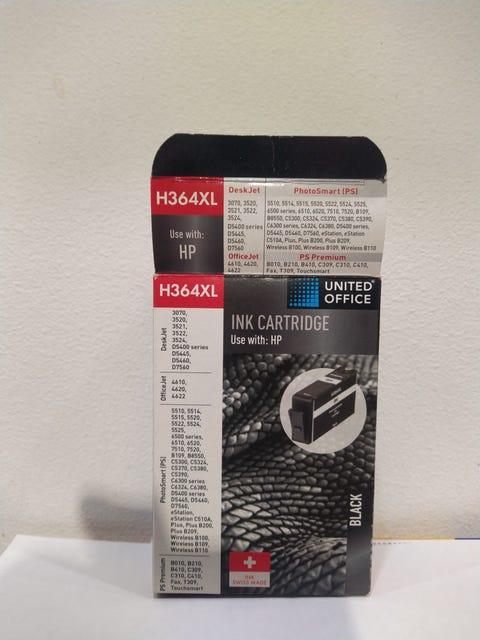 H364XL
Use with:
HP
DeskJet
3070, 3520,
3521, 3522,
3524,
D5400 series
D5445,
D5460,
D7560
OfficeJet
4610, 4620,
4622
PhotoSmart (PS)
5510, 5514, 5515, 5520, 5522, 5524, 5525,
6500 series, 6510, 6520, 7510, 7520, B109,
B8550, C5300, C5324, C5370, C5380, C5390,
C6300 series, C6324, C6380, D5400 series,
D5445, D5460, D7560, eStation, eStation
C510A, Plus, Plus B200, Plus B209,
Wireless B100, Wireless B109, Wireless B110
PS Premium
B010, B210, B410, C309, C310, C410,
Fax, T309, Touchsmart
H364XL
UNITED
OFFICE
INK CARTRIDGE
Use with: HP
DeskJet
3070,
3520,
3521,
3522,
3524,
D5400 series
D5445,
D5460,
D7560
OfficeJet
4610,
4620,
4622
PhotoSmart (PS)
5510, 5514,
5515, 5520,
5522, 5524,
5525,
6500 series,
6510, 6520,
7510, 7520,
B109, B8550,
C5300, C5324,
C5370, C5380,
C5390,
C6300 series
C6324, C6380,
D5400 series
D5445, D5460,
D7560,
eStation,
eStation C510A,
Plus, Plus B200,
Plus B209,
Wireless B100,
Wireless B109,
Wireless B110
PS Premium
B010, B210,
B410, C309,
C310, C410,
Fax, T309,
Touchsmart
BLACK
INK
SWISS MADE